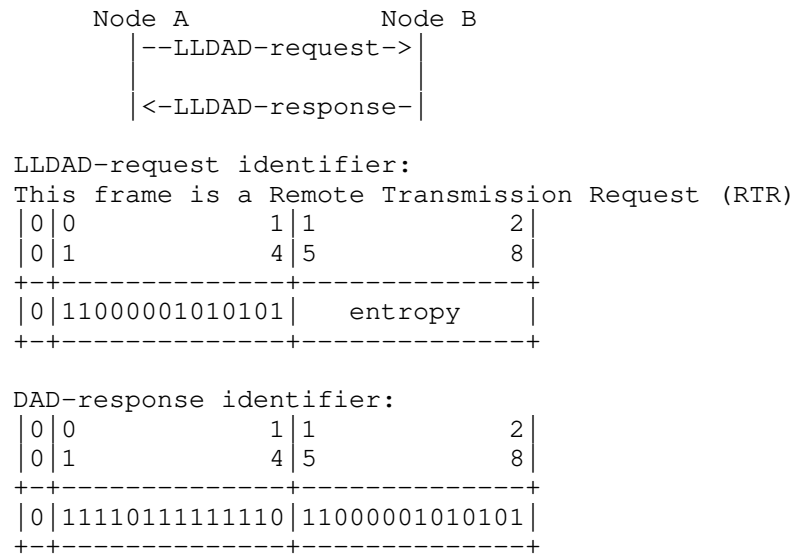 Node A                Node B
|--LLDAD-request->|
|                 |
|<-LLDAD-response-|
LLDAD-request identifier:
This frame is a Remote Transmission Request (RTR)
|0|0            1|1            2|
|0|1            4|5            8|
+-+--------------+--------------+
|0|11000001010101|   entropy    |
+-+--------------+--------------+
DAD-response identifier:
|0|0            1|1            2|
|0|1            4|5            8|
+-+--------------+--------------+
|0|11110111111110|11000001010101|
+-+--------------+--------------+